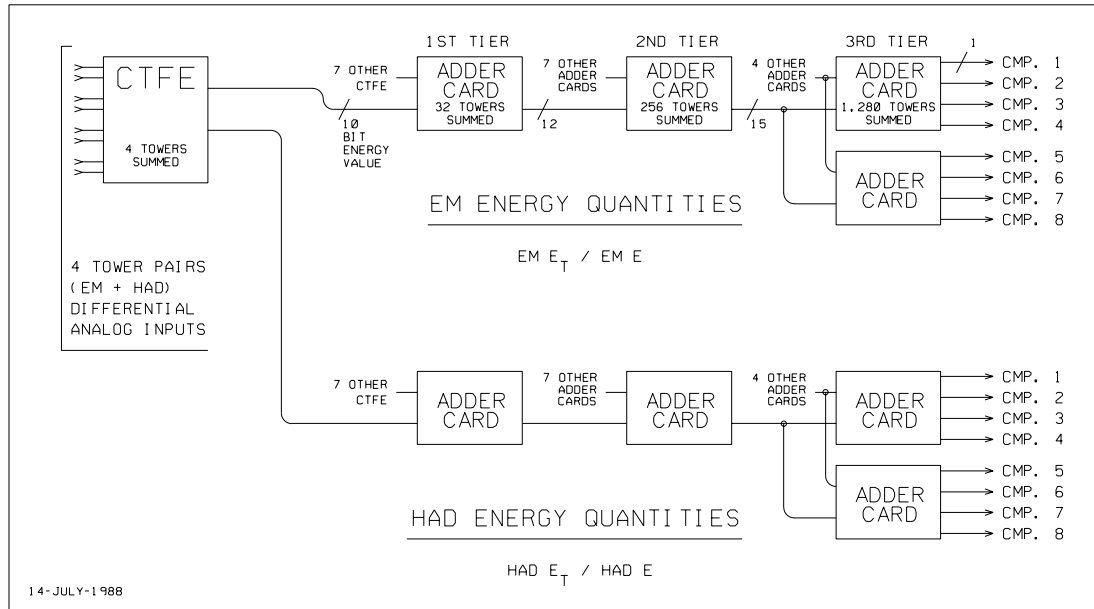 CTFE
4 TOWERS
SUMMED
4 TOWER PAIRS
(EM + HAD)
DIFFERENTIAL
ANALOG INPUTS
1ST TIER
2ND TIER
3RD TIER
7 OTHER
CTFE
10
BIT
ENERGY
VALUE
ADDER
CARD
32 TOWERS
SUMMED
12
7 OTHER
ADDER
CARDS
ADDER
CARD
256 TOWERS
SUMMED
15
4 OTHER
ADDER
CARDS
ADDER
CARD
1,280 TOWERS
SUMMED
1
CMP. 1
CMP. 2
CMP. 3
CMP. 4
ADDER
CARD
CMP. 5
CMP. 6
CMP. 7
CMP. 8
EM ENERGY QUANTITIES
EM E_T / EM E
7 OTHER
CTFE
ADDER
CARD
7 OTHER
ADDER
CARDS
ADDER
CARD
4 OTHER
ADDER
CARDS
ADDER
CARD
CMP. 1
CMP. 2
CMP. 3
CMP. 4
ADDER
CARD
CMP. 5
CMP. 6
CMP. 7
CMP. 8
HAD ENERGY QUANTITIES
HAD E_T / HAD E
14-JULY-1988